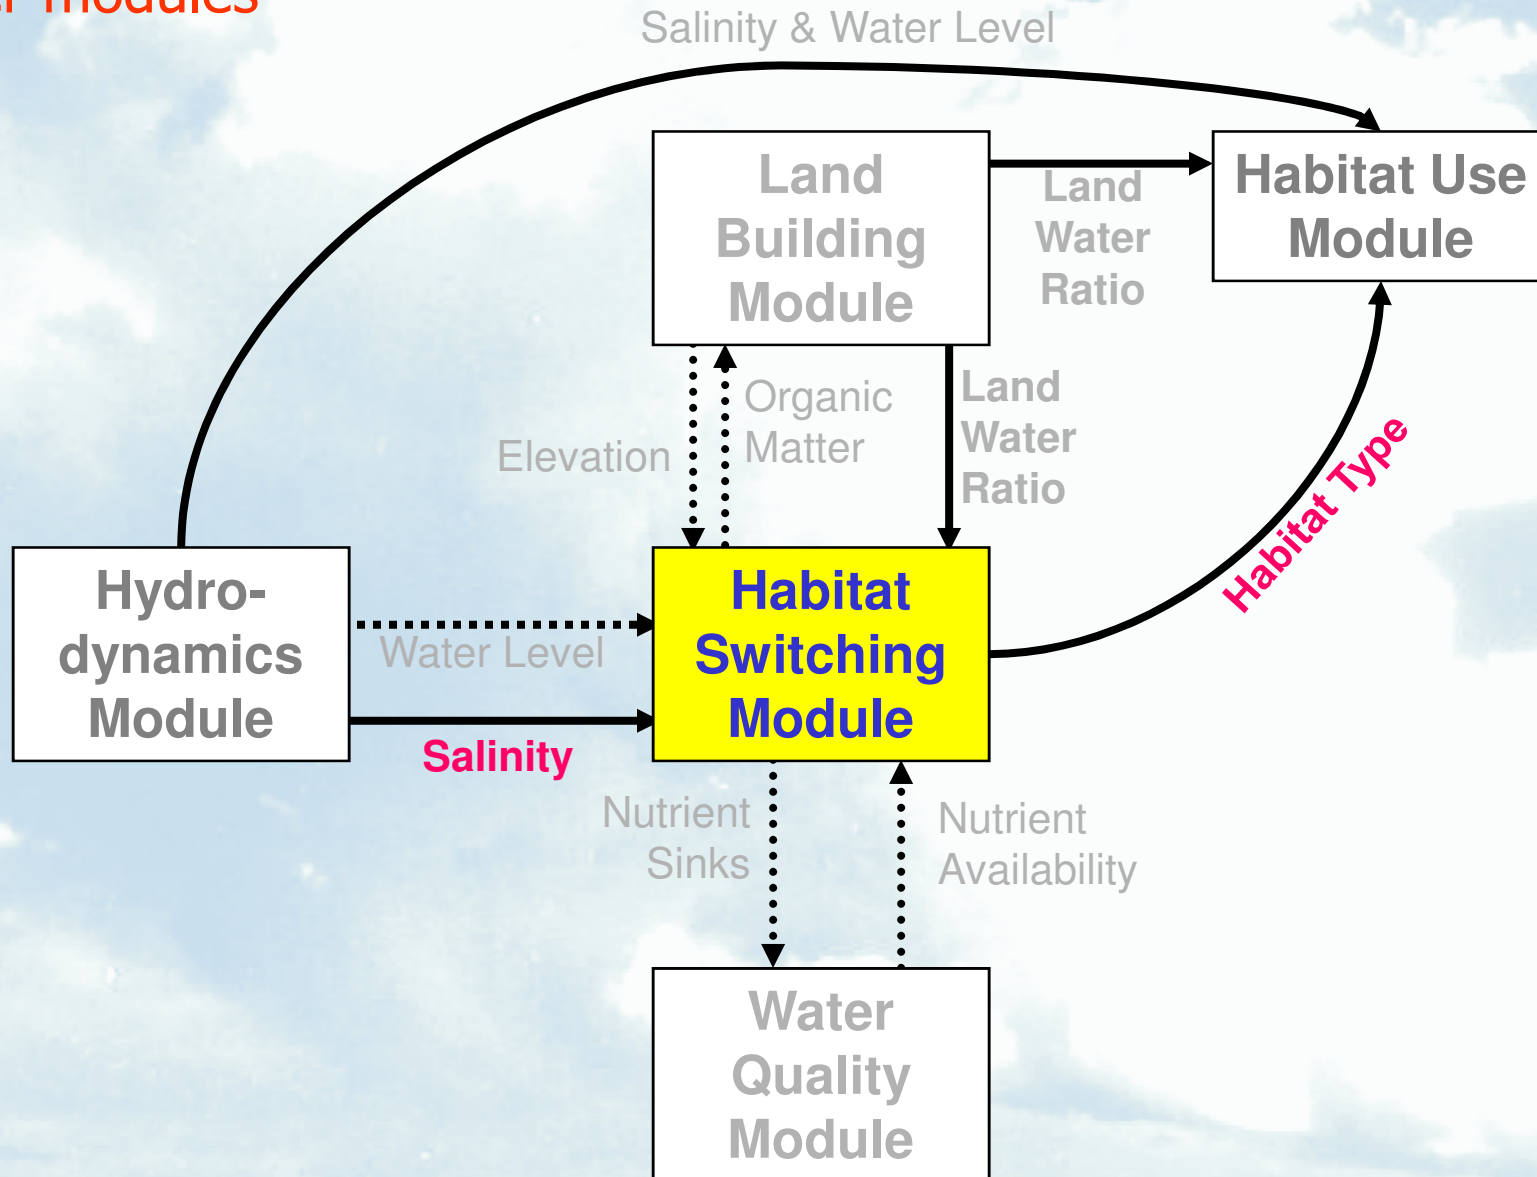 modules
Salinity & Water Level
Land
Building
Module
Land
Water
Ratio
Habitat Use
Module
Elevation
Organic
Matter
Land
Water
Ratio
Habitat Type
Hydro-
dynamics
Module
Water Level
Salinity
Habitat
Switching
Module
Nutrient
Sinks
Nutrient
Availability
Water
Quality
Module